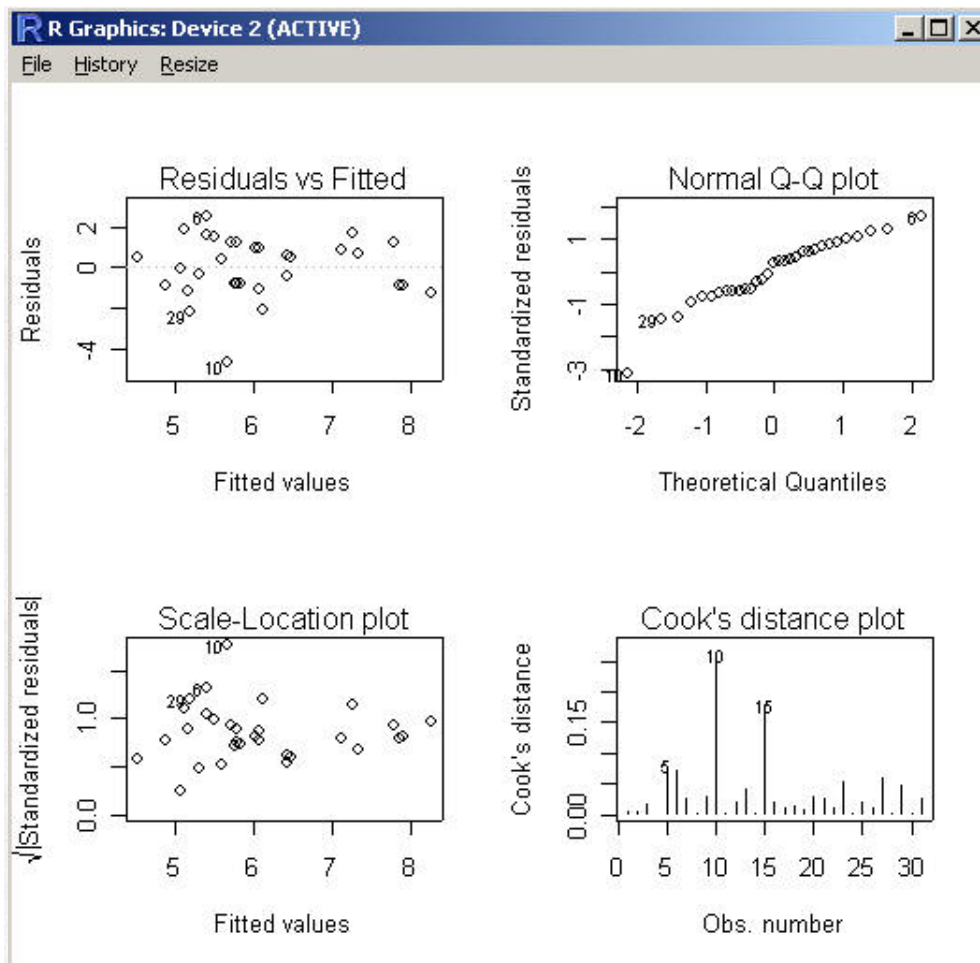 R Graphics: Device 2 (ACTIVE)
File History Resize
Residuals vs Fitted
Residuals
2
0
-4
6
29
10
5 6 7 8
Fitted values
Normal Q-Q plot
Standardized residuals
1
-1
-3
6
29
10
-2 -1 0 1 2
Theoretical Quantiles
Scale-Location plot
√|Standardized residuals|
1.0
0.0
10
6
29
5 6 7 8
Fitted values
Cook's distance plot
Cook's distance
0.15
0.00
10
15
5
0 5 10 15 20 25 30
Obs. number